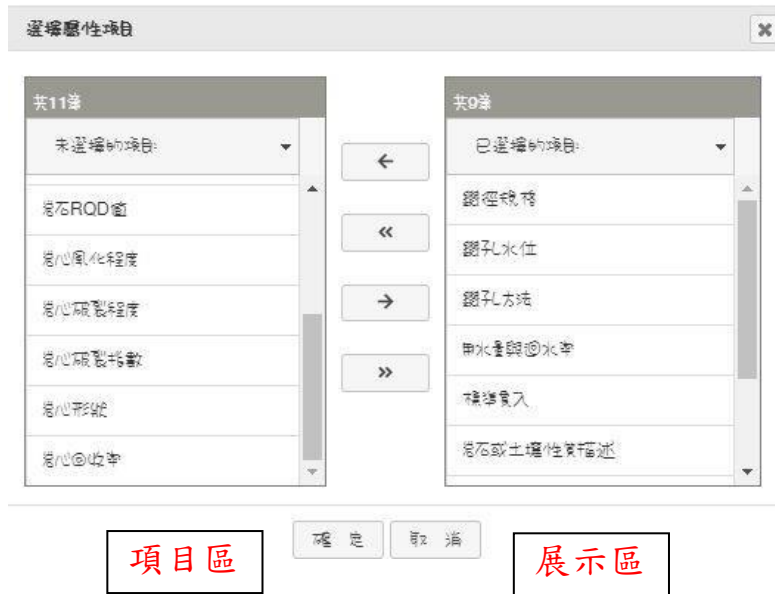 選擇屬性項目
共11筆
未選擇的項目:
岩石RQD值
岩心風化程度
岩心破裂程度
岩心破裂指數
岩心形貌
岩心回收率
共9筆
已選擇的項目:
鑽徑規格
鑽孔水位
鑽孔方法
用水量與迴水率
標準貫入
岩石或土壤性質描述
確 定
取 消
項目區
展示區